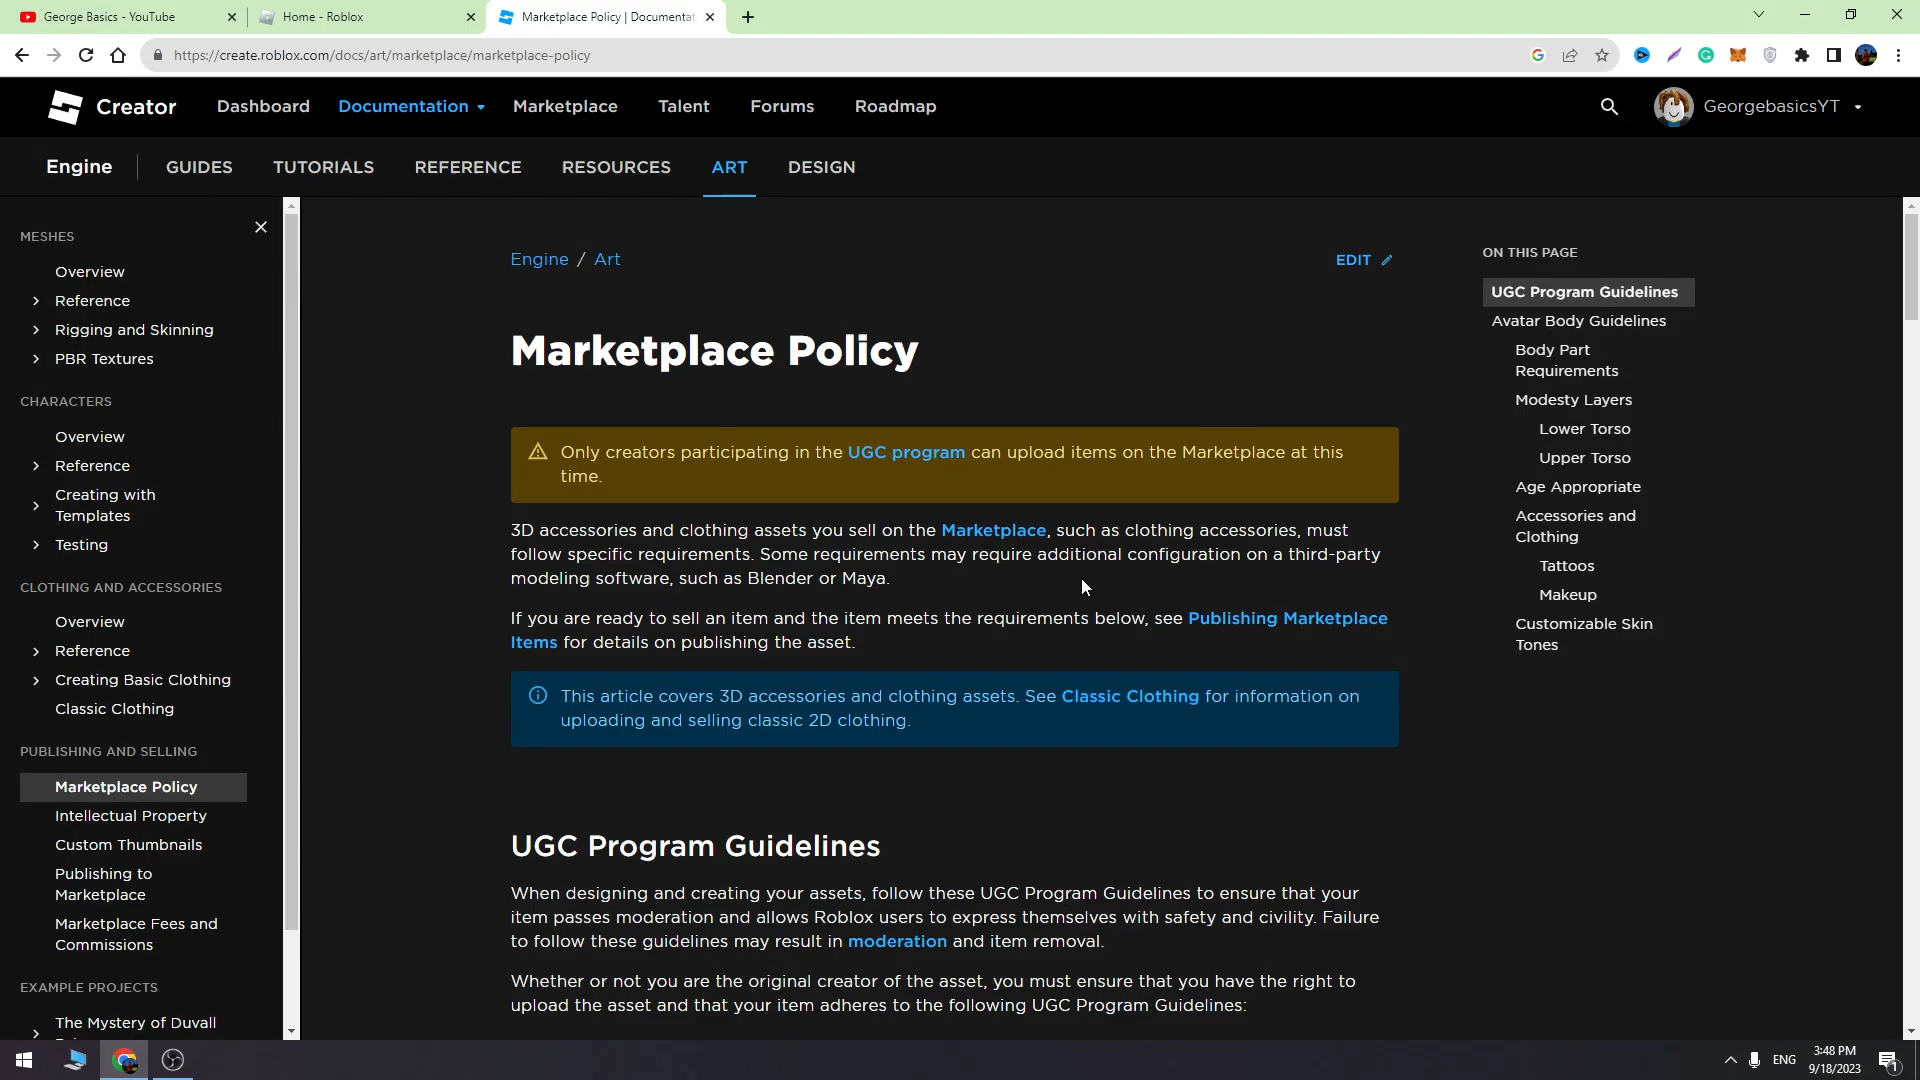 George Basics - YouTube
Home - Roblox
Marketplace Policy | Documentat
https://create.roblox.com/docs/art/marketplace/marketplace-policy
Creator
Dashboard
Documentation
Marketplace
Talent
Forums
Roadmap
GeorgebasicsYT
Engine
GUIDES
TUTORIALS
REFERENCE
RESOURCES
ART
DESIGN
MESHES
Overview
Reference
Rigging and Skinning
PBR Textures
CHARACTERS
Overview
Reference
Creating with
Templates
Testing
CLOTHING AND ACCESSORIES
Overview
Reference
Creating Basic Clothing
Classic Clothing
PUBLISHING AND SELLING
Marketplace Policy
Intellectual Property
Custom Thumbnails
Publishing to
Marketplace
Marketplace Fees and
Commissions
EXAMPLE PROJECTS
The Mystery of Duvall
Engine / Art
EDIT
Marketplace Policy
Only creators participating in the UGC program can upload items on the Marketplace at this
time.
3D accessories and clothing assets you sell on the Marketplace, such as clothing accessories, must
follow specific requirements. Some requirements may require additional configuration on a third-party
modeling software, such as Blender or Maya.
If you are ready to sell an item and the item meets the requirements below, see Publishing Marketplace
Items for details on publishing the asset.
This article covers 3D accessories and clothing assets. See Classic Clothing for information on
uploading and selling classic 2D clothing.
UGC Program Guidelines
When designing and creating your assets, follow these UGC Program Guidelines to ensure that your
item passes moderation and allows Roblox users to express themselves with safety and civility. Failure
to follow these guidelines may result in moderation and item removal.
Whether or not you are the original creator of the asset, you must ensure that you have the right to
upload the asset and that your item adheres to the following UGC Program Guidelines:
ON THIS PAGE
UGC Program Guidelines
Avatar Body Guidelines
Body Part
Requirements
Modesty Layers
Lower Torso
Upper Torso
Age Appropriate
Accessories and
Clothing
Tattoos
Makeup
Customizable Skin
Tones
ENG
3:48 PM
9/18/2023
1